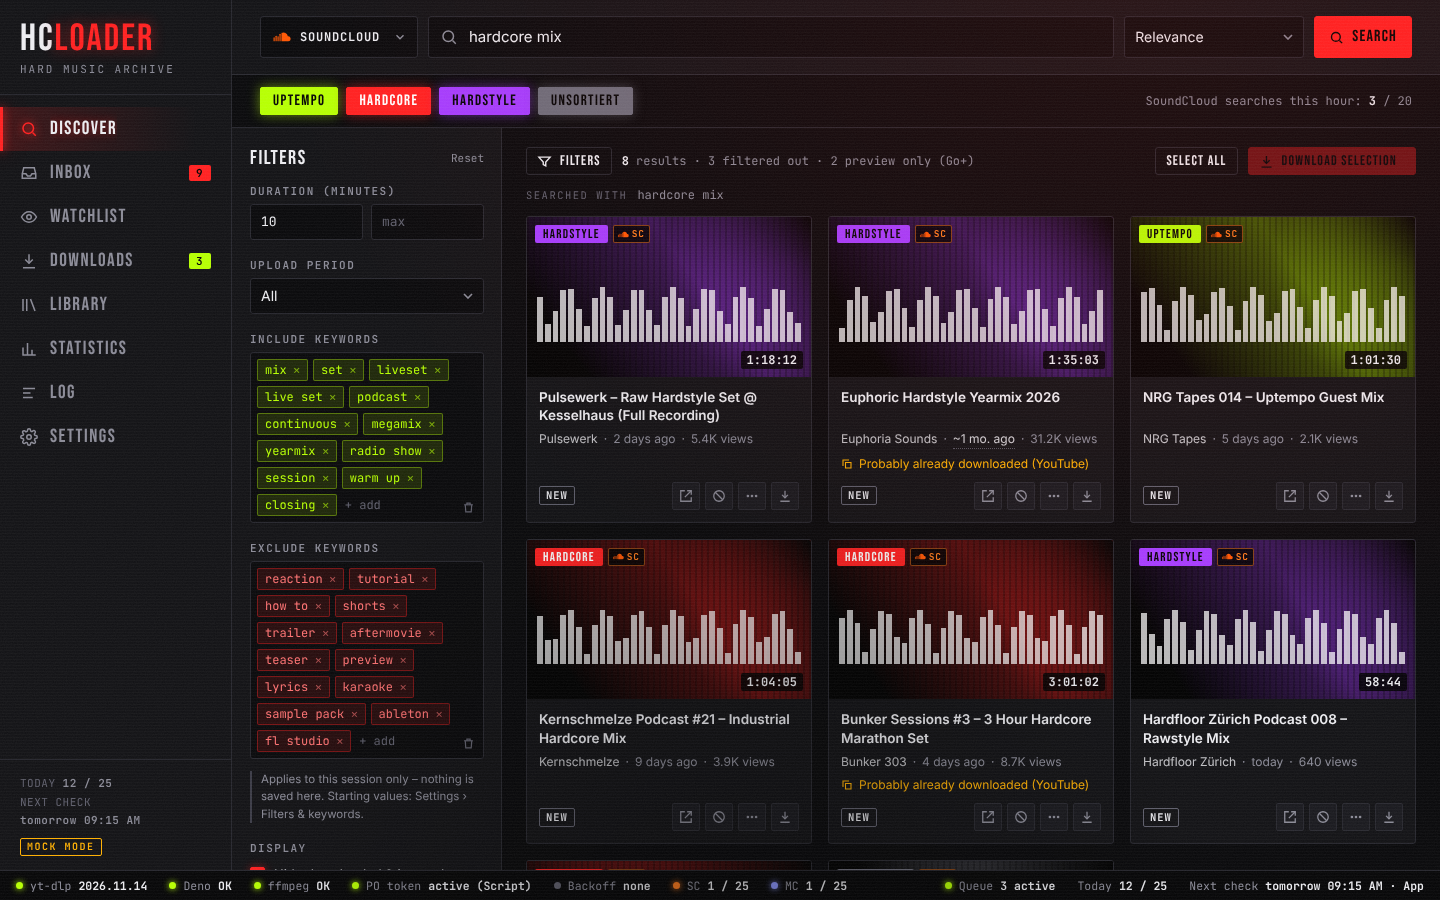 HCLOADER
HARD MUSIC ARCHIVE
DISCOVER
INBOX 9
WATCHLIST
DOWNLOADS 3
LIBRARY
STATISTICS
LOG
SETTINGS
TODAY 12 / 25
NEXT CHECK
tomorrow 09:15 AM
MOCK MODE
SOUNDCLOUD
hardcore mix
Relevance
SEARCH
UPTEMPO HARDCORE HARDSTYLE UNSORTIERT
SoundCloud searches this hour: 3 / 20
FILTERS Reset
DURATION (MINUTES)
10 max
UPLOAD PERIOD
All
INCLUDE KEYWORDS
mix × set × liveset ×
live set × podcast ×
continuous × megamix ×
yearmix × radio show ×
session × warm up ×
closing × + add
EXCLUDE KEYWORDS
reaction × tutorial ×
how to × shorts ×
trailer × aftermovie ×
teaser × preview ×
lyrics × karaoke ×
sample pack × ableton ×
fl studio × + add
Applies to this session only – nothing is
saved here. Starting values: Settings ›
Filters & keywords.
DISPLAY
FILTERS 8 results · 3 filtered out · 2 preview only (Go+)
SELECT ALL DOWNLOAD SELECTION
SEARCHED WITH hardcore mix
HARDSTYLE SC
1:18:12
Pulsewerk – Raw Hardstyle Set @
Kesselhaus (Full Recording)
Pulsewerk · 2 days ago · 5.4K views
NEW
HARDSTYLE SC
1:35:03
Euphoric Hardstyle Yearmix 2026
Euphoria Sounds · ~1 mo. ago · 31.2K views
Probably already downloaded (YouTube)
NEW
UPTEMPO SC
1:01:30
NRG Tapes 014 – Uptempo Guest Mix
NRG Tapes · 5 days ago · 2.1K views
NEW
HARDCORE SC
1:04:05
Kernschmelze Podcast #21 – Industrial
Hardcore Mix
Kernschmelze · 9 days ago · 3.9K views
NEW
HARDCORE SC
3:01:02
Bunker Sessions #3 – 3 Hour Hardcore
Marathon Set
Bunker 303 · 4 days ago · 8.7K views
Probably already downloaded (YouTube)
NEW
HARDSTYLE SC
58:44
Hardfloor Zürich Podcast 008 –
Rawstyle Mix
Hardfloor Zürich · today · 640 views
NEW
yt-dlp 2026.11.14 Deno OK ffmpeg OK PO token active (Script) Backoff none SC 1 / 25 MC 1 / 25 Queue 3 active Today 12 / 25 Next check tomorrow 09:15 AM · App